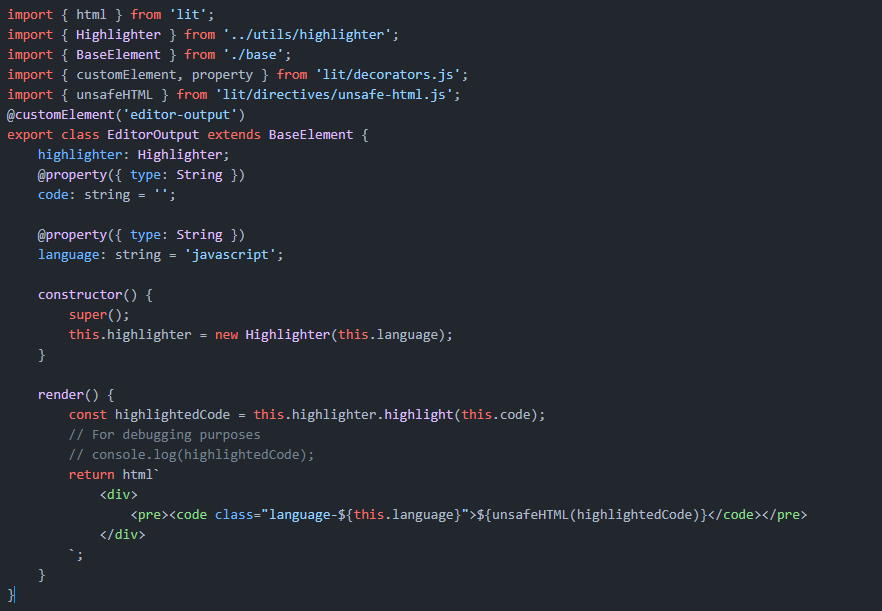 import { html } from 'lit';
import { Highlighter } from '../utils/highlighter';
import { BaseElement } from './base';
import { customElement, property } from 'lit/decorators.js';
import { unsafeHTML } from 'lit/directives/unsafe-html.js';
@customElement('editor-output')
export class EditorOutput extends BaseElement {
    highlighter: Highlighter;
    @property({ type: String })
    code: string = '';

    @property({ type: String })
    language: string = 'javascript';

    constructor() {
        super();
        this.highlighter = new Highlighter(this.language);
    }

    render() {
        const highlightedCode = this.highlighter.highlight(this.code);
        // For debugging purposes
        // console.log(highlightedCode);
        return html`
            <div>
                <pre><code class="language-${this.language}">${unsafeHTML(highlightedCode)}</code></pre>
            </div>
        `;
    }
}